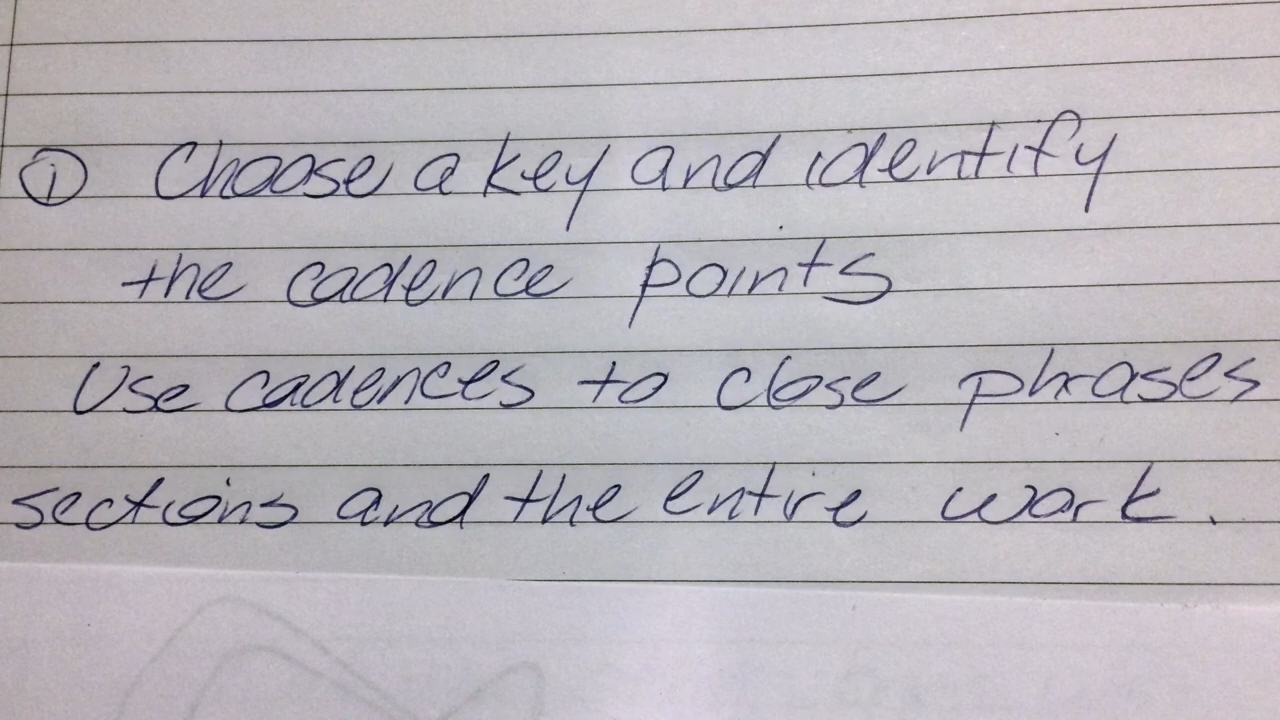 ① Choose a key and identify
the cadence points
Use cadences to close phrases
sections and the entire work.